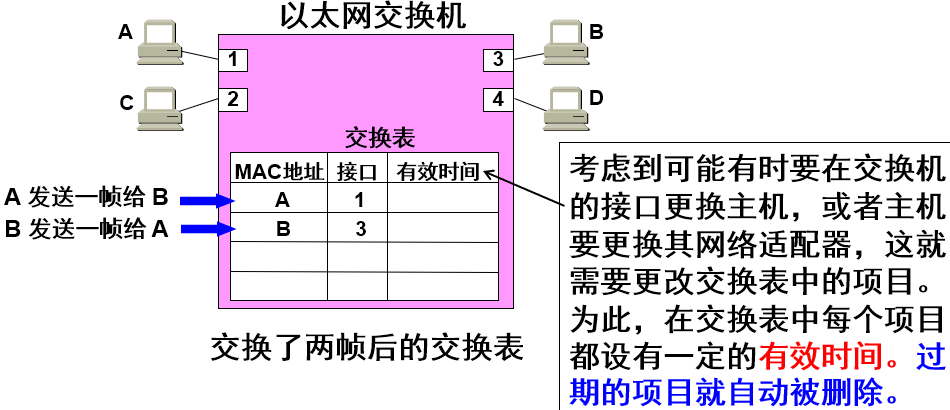 以太网交换机
A
B
1
3
C
D
2
4
交换表
MAC地址 接口 有效时间
A 发送一帧给 B
A 1
B 发送一帧给 A
B 3
交换了两帧后的交换表
考虑到可能有时要在交换机
的接口更换主机，或者主机
要更换其网络适配器，这就
需要更改交换表中的项目。
为此，在交换表中每个项目
都设有一定的有效时间。过
期的项目就自动被删除。